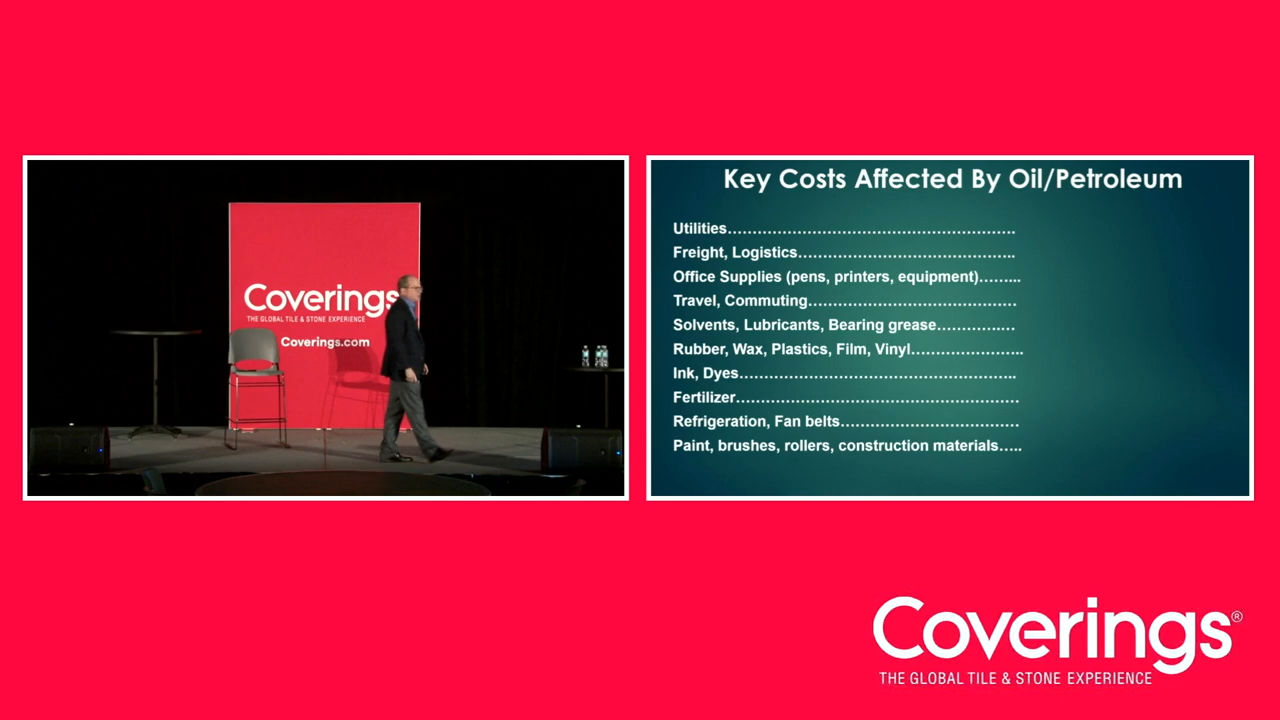 Coverings
THE GLOBAL TILE & STONE EXPERIENCE
Coverings.com
Key Costs Affected By Oil/Petroleum
Utilities……………………………………………………….
Freight, Logistics………………………………………..
Office Supplies (pens, printers, equipment)……...
Travel, Commuting………………………………………
Solvents, Lubricants, Bearing grease………….…
Rubber, Wax, Plastics, Film, Vinyl…………………..
Ink, Dyes…………………………………………………….
Fertilizer………………………………………………………
Refrigeration, Fan belts…………………………………
Paint, brushes, rollers, construction materials…..
Coverings®
THE GLOBAL TILE & STONE EXPERIENCE